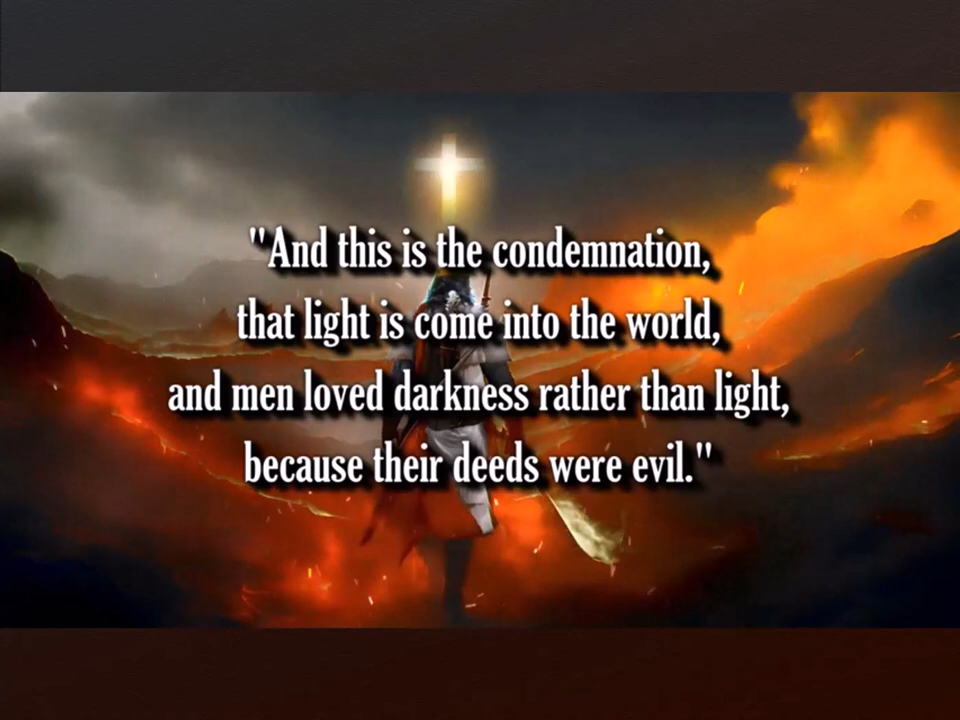 "And this is the condemnation,
that light is come into the world,
and men loved darkness rather than light,
because their deeds were evil."